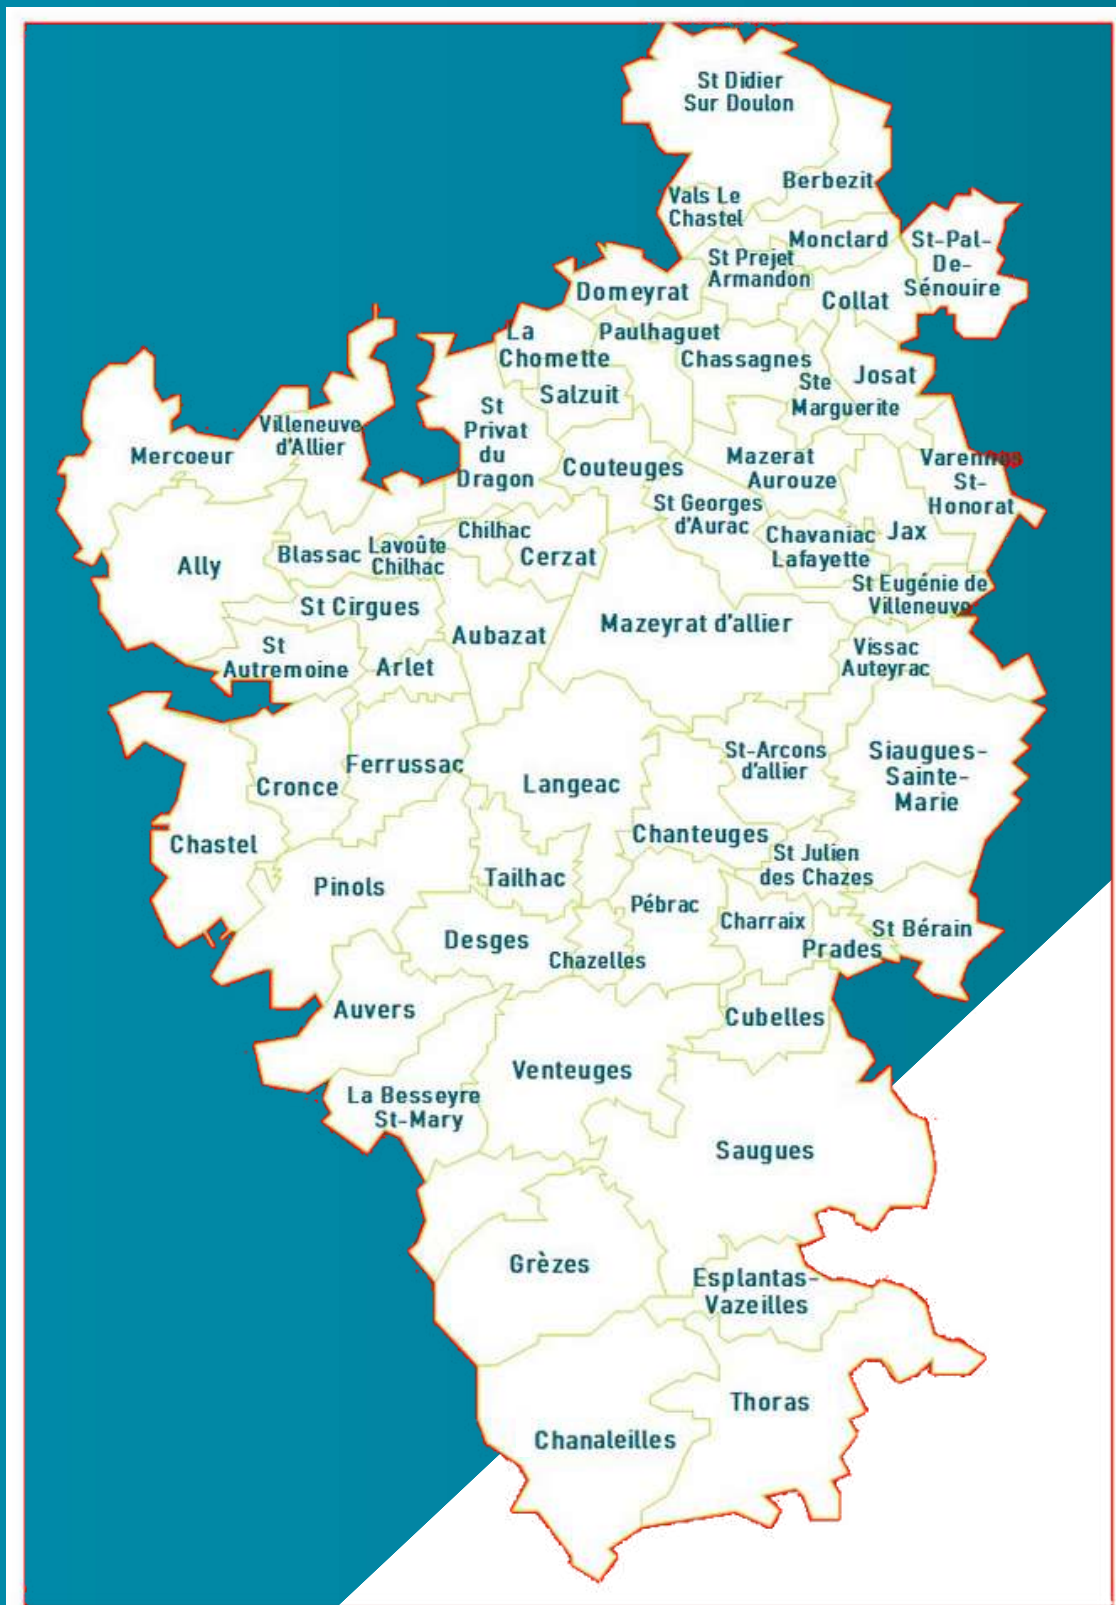 St Didier
Sur Doulon
Berbezit
Vals Le
Chastel
Monclard
St-Pal-
De-
Sénouire
St Prejet
Armandon
Domeyrat
Collat
La
Chomette
Paulhaguet
Chassagnes
Josat
Ste
Marguerite
Salzuit
St
Privat
du
Dragon
Villeneuve
d'Allier
Mercoeur
Couteuges
Mazerat
Aurouze
Varennes
St-
Honorat
St Georges
d'Aurac
Chilhac
Cerzat
Chavaniac
Lafayette
Jax
Blassac
Lavoûte
Chilhac
Ally
St Eugénie de
Villeneuve
St Cirgues
Aubazat
Mazeyrat d'allier
St
Autremoine
Arlet
Vissac
Auteyrac
Ferrussac
Cronce
Langeac
St-Arcons
d'allier
Siaugues-
Sainte-
Marie
Chastel
Chanteuges
St Julien
des Chazes
Pinols
Tailhac
Pébrac
Charraix
St Bérain
Desges
Chazelles
Prades
Auvers
Cubelles
Venteuges
La Besseyre
St-Mary
Saugues
Grèzes
Esplantas-
Vazeilles
Thoras
Chanaleilles